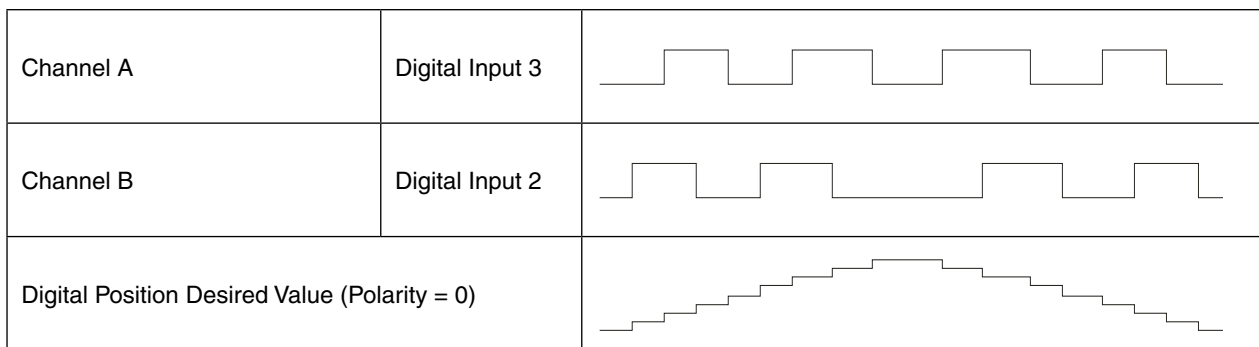 Channel A
Digital Input 3
Channel B
Digital Input 2
Digital Position Desired Value (Polarity = 0)